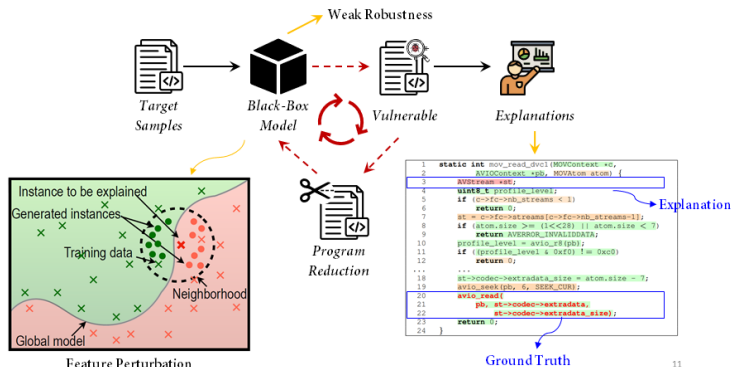 Weak Robustness
Target
Samples
Black-Box
Model
Vulnerable
Explanations
Program
Reduction
Instance to be explained
Generated instances
Training data
Neighborhood
Global model
Feature Perturbation
1 static int mov_read_dvc1(MOVContext *c,
2 AVIOContext *pb, MOVAtom atom) {
3 AVStream *st;
4 uint8_t profile_level;
5 if (c->fc->nb_streams < 1)
6 return 0;
7 st = c->fc->streams[c->fc->nb_streams-1];
8 if (atom.size >= (1<<28) || atom.size < 7)
9 return AVERROR_INVALIDDATA;
10 profile_level = avio_r8(pb);
11 if ((profile_level & 0xf0) != 0xc0)
12 return 0;
... ...
18 st->codec->extradata_size = atom.size - 7;
19 avio_seek(pb, 6, SEEK_CUR);
20 avio_read(
21 pb, st->codec->extradata,
22 st->codec->extradata_size);
23 return 0;
24 }
Explanation
Ground Truth
11